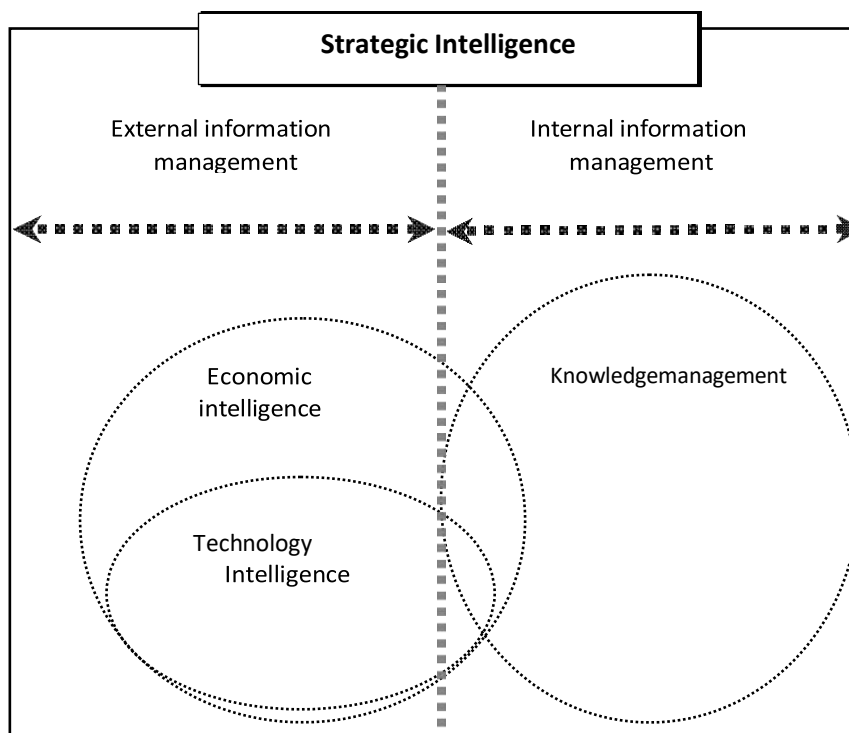 Strategic Intelligence
External information
management
Internal information
management
Economic
intelligence
Knowledgemanagement
Technology
Intelligence